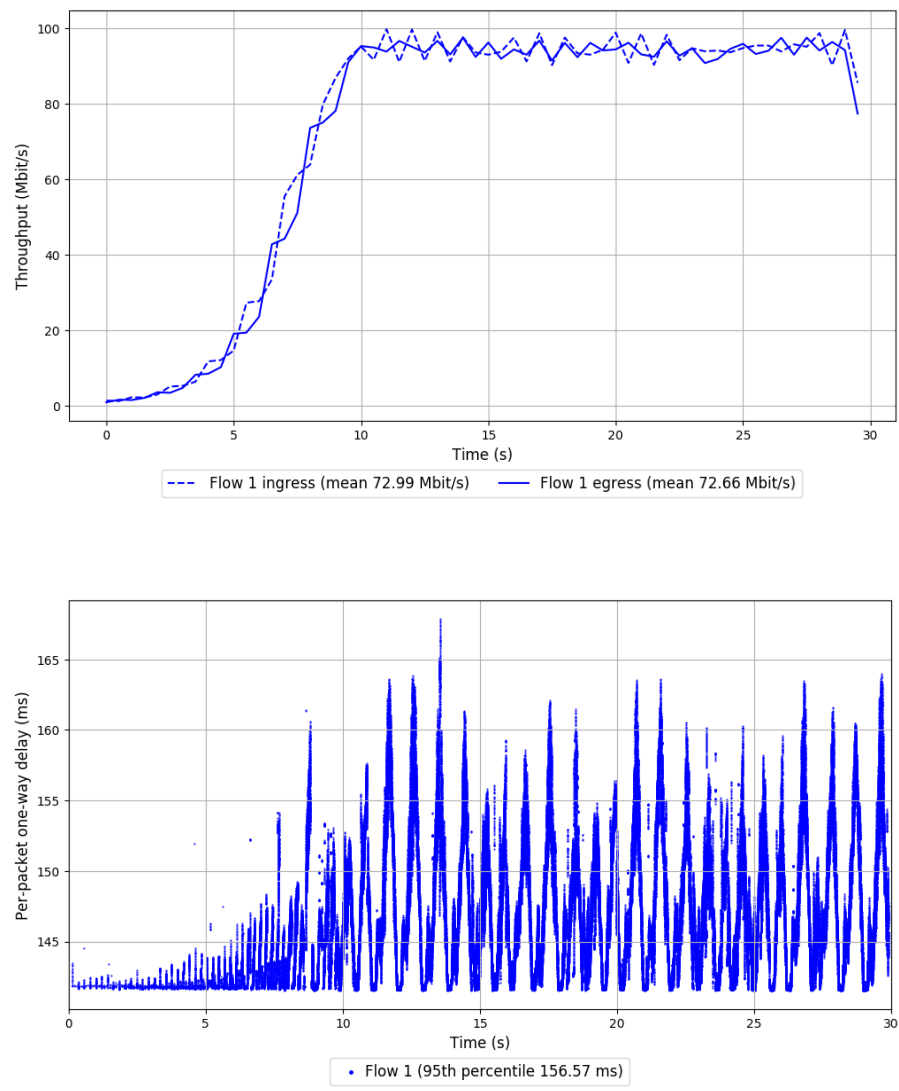 100
80
60
40
20
0
Throughput (Mbit/s)
0 5 10 15 20 25 30
Time (s)
Flow 1 ingress (mean 72.99 Mbit/s) Flow 1 egress (mean 72.66 Mbit/s)
165
160
155
150
145
Per-packet one-way delay (ms)
0 5 10 15 20 25 30
Time (s)
Flow 1 (95th percentile 156.57 ms)